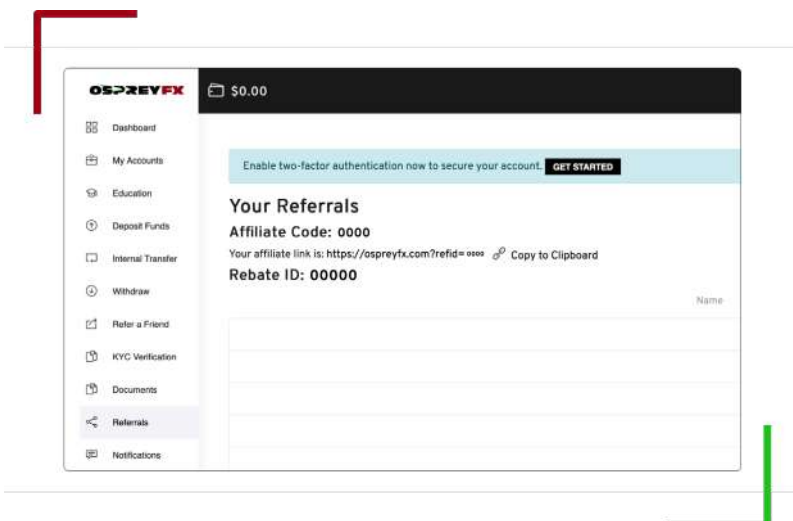 OSPREYFX
$0.00
Dashboard
My Accounts
Education
Deposit Funds
Internal Transfer
Withdraw
Refer a Friend
KYC Verification
Documents
Referrals
Notifications
Enable two-factor authentication now to secure your account. GET STARTED
Your Referrals
Affiliate Code: 0000
Your affiliate link is: https://ospreyfx.com?refid= 0000 Copy to Clipboard
Rebate ID: 00000
Name